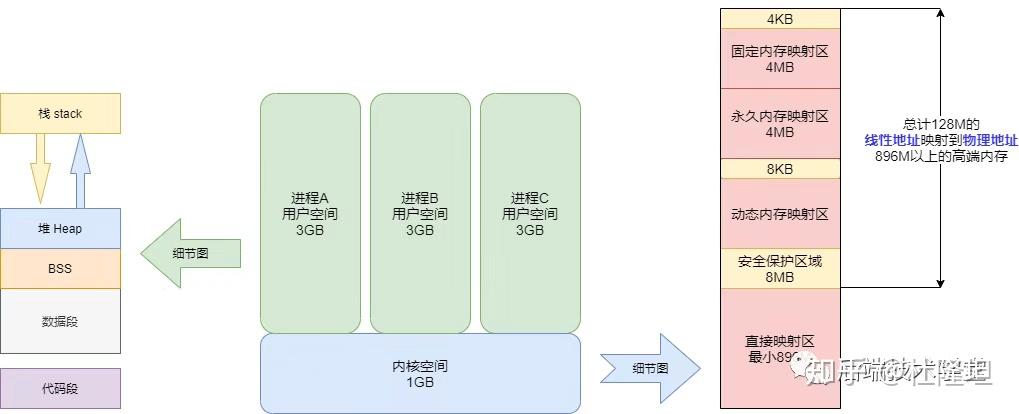 栈 stack
堆 Heap
BSS
数据段
代码段
细节图
进程A
用户空间
3GB
进程B
用户空间
3GB
进程C
用户空间
3GB
内核空间
1GB
细节图
4KB
固定内存映射区
4MB
永久内存映射区
4MB
8KB
动态内存映射区
安全保护区域
8MB
直接映射区
最小89
总计128M的
线性地址映射到物理地址
896M以上的高端内存
知乎